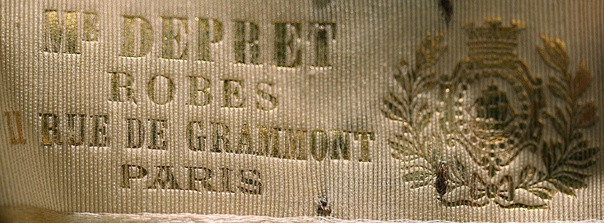 ME DEPRET
ROBES
11 RUE DE GRAMMONT
PARIS